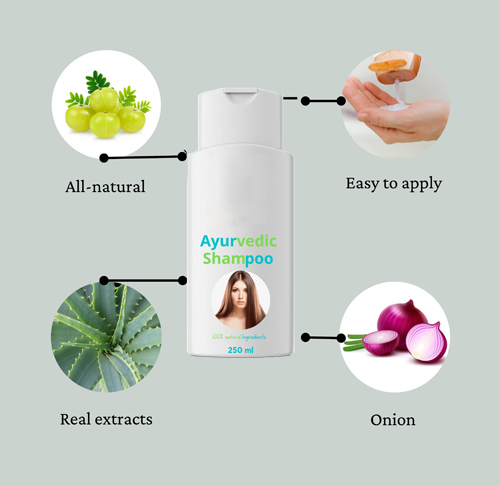 All-natural
Easy to apply
Ayurvedic
Shampoo
100% natural Ingredients
250 ml
Real extracts
Onion